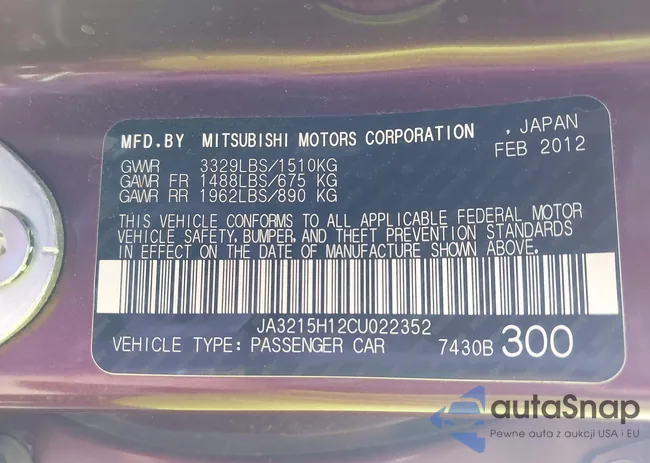 MFD.BY MITSUBISHI MOTORS CORPORATION , JAPAN
FEB 2012
GVWR 3329LBS/1510KG
GAWR FR 1488LBS/675 KG
GAWR RR 1962LBS/890 KG
THIS VEHICLE CONFORMS TO ALL APPLICABLE FEDERAL MOTOR
VEHICLE SAFETY, BUMPER, AND THEFT PREVENTION STANDARDS
IN EFFECT ON THE DATE OF MANUFACTURE SHOWN ABOVE.
JA3215H12CU022352
VEHICLE TYPE: PASSENGER CAR 7430B 300
autaSnap
Pewne auta z aukcji USA i EU